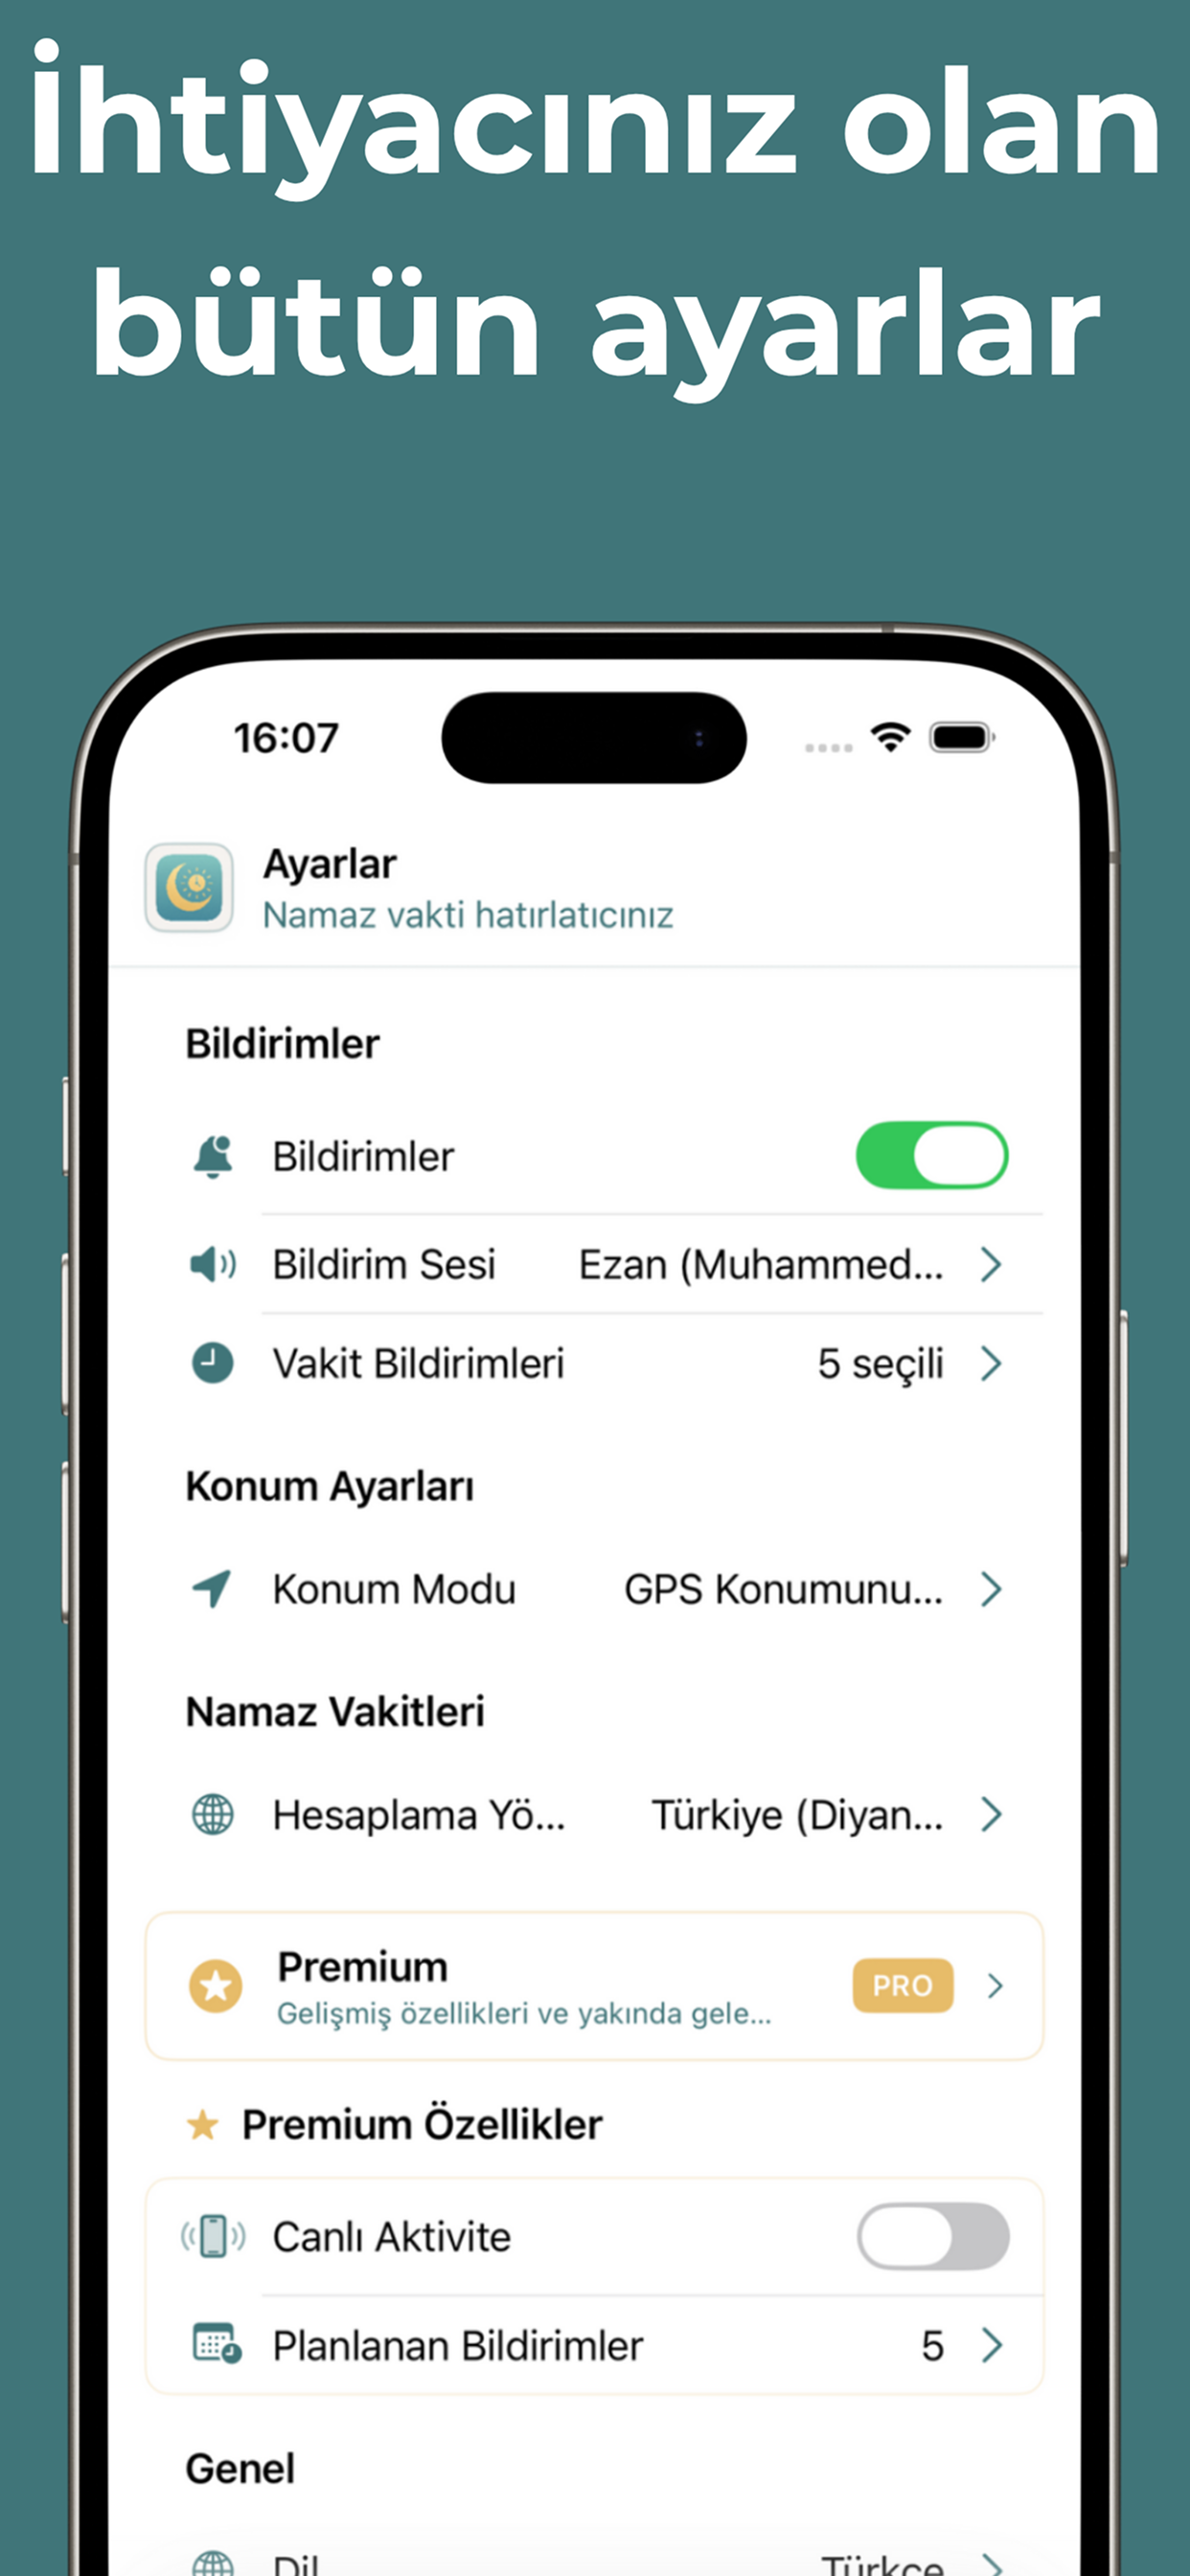 İhtiyacınız olan
bütün ayarlar
16:07
Ayarlar
Namaz vakti hatırlatıcınız
Bildirimler
Bildirimler
Bildirim Sesi Ezan (Muhammed...
Vakit Bildirimleri 5 seçili
Konum Ayarları
Konum Modu GPS Konumunu...
Namaz Vakitleri
Hesaplama Yö... Türkiye (Diyan...
Premium PRO
Gelişmiş özellikleri ve yakında gele...
Premium Özellikler
Canlı Aktivite
Planlanan Bildirimler 5
Genel
Dil Türkçe